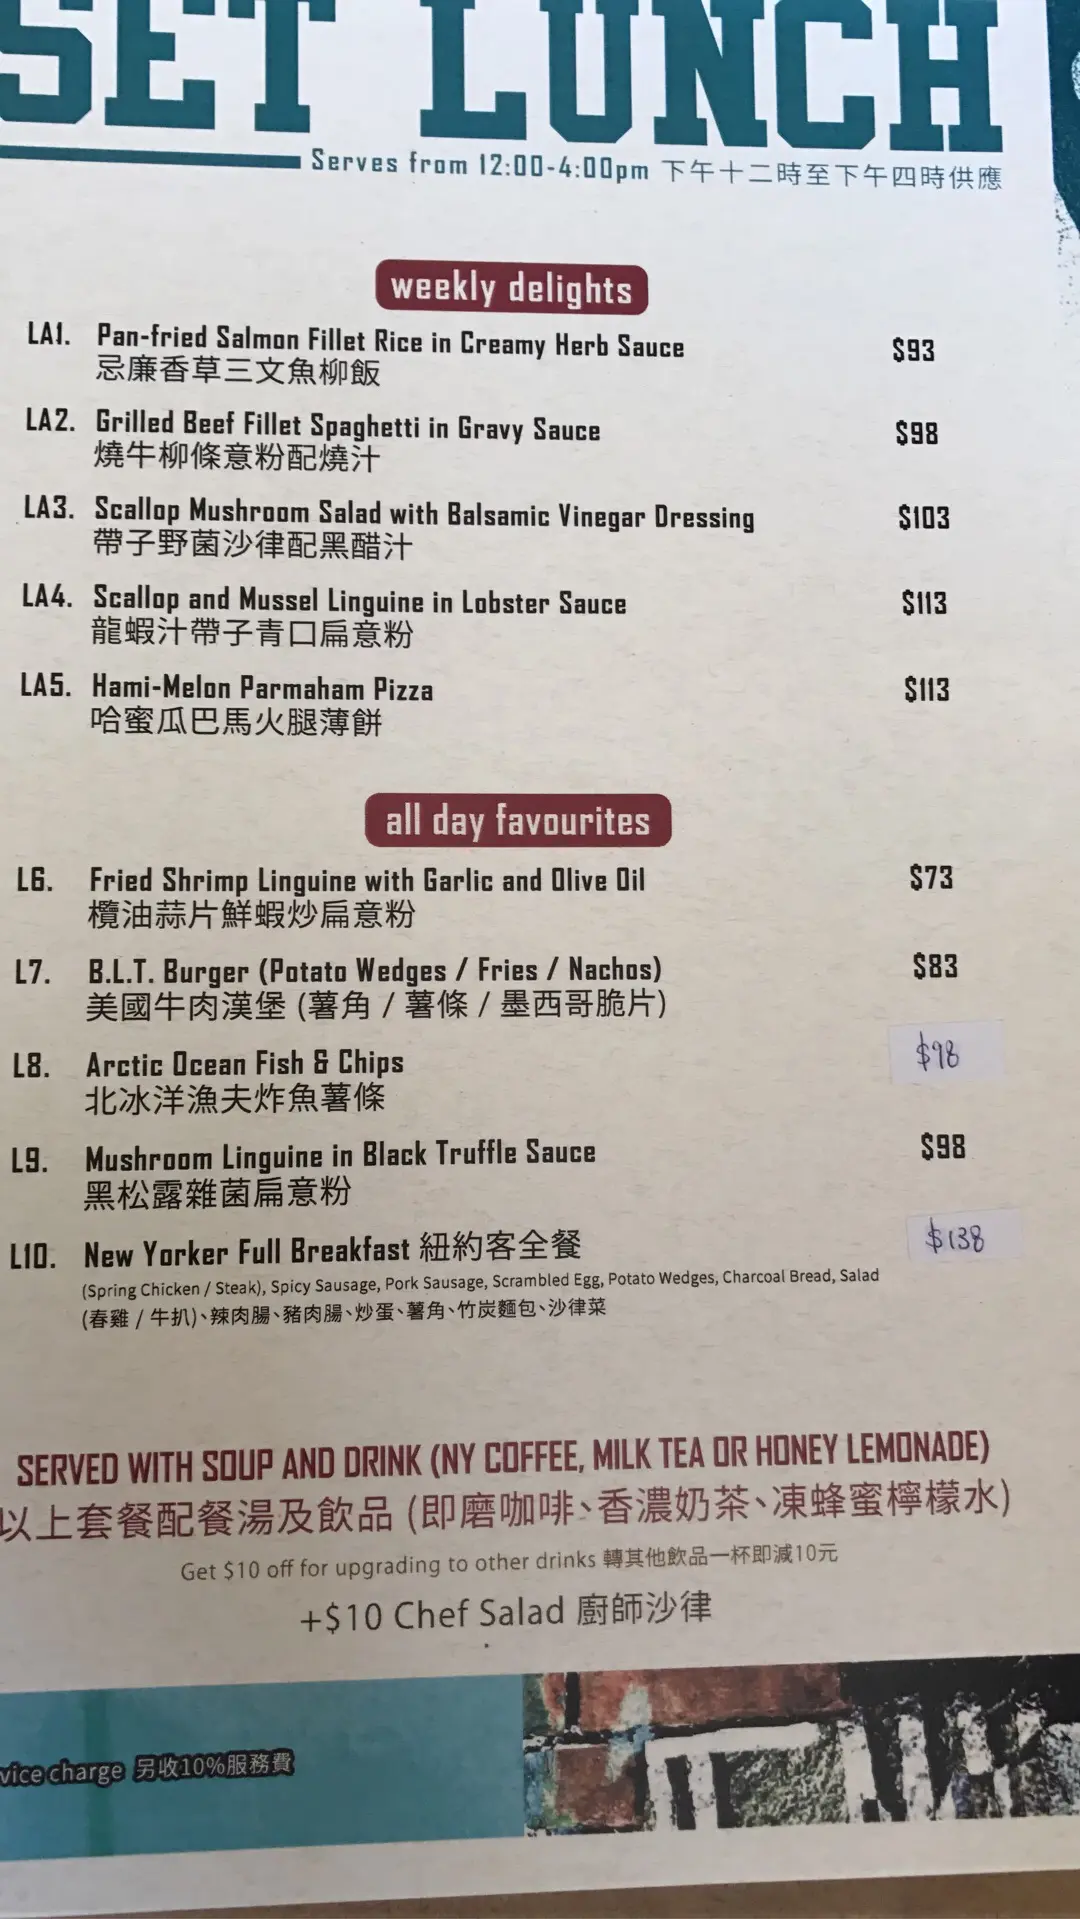 SET LUNCH
Serves from 12:00-4:00pm 下午十二時至下午四時供應
weekly delights
LA1. Pan-fried Salmon Fillet Rice in Creamy Herb Sauce $93
忌廉香草三文魚柳飯
LA2. Grilled Beef Fillet Spaghetti in Gravy Sauce $98
燒牛柳條意粉配燒汁
LA3. Scallop Mushroom Salad with Balsamic Vinegar Dressing $103
帶子野菌沙律配黑醋汁
LA4. Scallop and Mussel Linguine in Lobster Sauce $113
龍蝦汁帶子青口扁意粉
LA5. Hami-Melon Parmaham Pizza $113
哈蜜瓜巴馬火腿薄餅
all day favourites
L6. Fried Shrimp Linguine with Garlic and Olive Oil $73
欖油蒜片鮮蝦炒扁意粉
L7. B.L.T. Burger (Potato Wedges / Fries / Nachos) $83
美國牛肉漢堡 (薯角 / 薯條 / 墨西哥脆片)
L8. Arctic Ocean Fish & Chips $98
北冰洋漁夫炸魚薯條
L9. Mushroom Linguine in Black Truffle Sauce $98
黑松露雜菌扁意粉
L10. New Yorker Full Breakfast 紐約客全餐 $138
(Spring Chicken / Steak), Spicy Sausage, Pork Sausage, Scrambled Egg, Potato Wedges, Charcoal Bread, Salad
(春雞 / 牛扒)、辣肉腸、豬肉腸、炒蛋、薯角、竹炭麵包、沙律菜
SERVED WITH SOUP AND DRINK (NY COFFEE, MILK TEA OR HONEY LEMONADE)
以上套餐配餐湯及飲品 (即磨咖啡、香濃奶茶、凍蜂蜜檸檬水)
Get $10 off for upgrading to other drinks 轉其他飲品一杯即減10元
+$10 Chef Salad 廚師沙律
vice charge 另收10%服務費